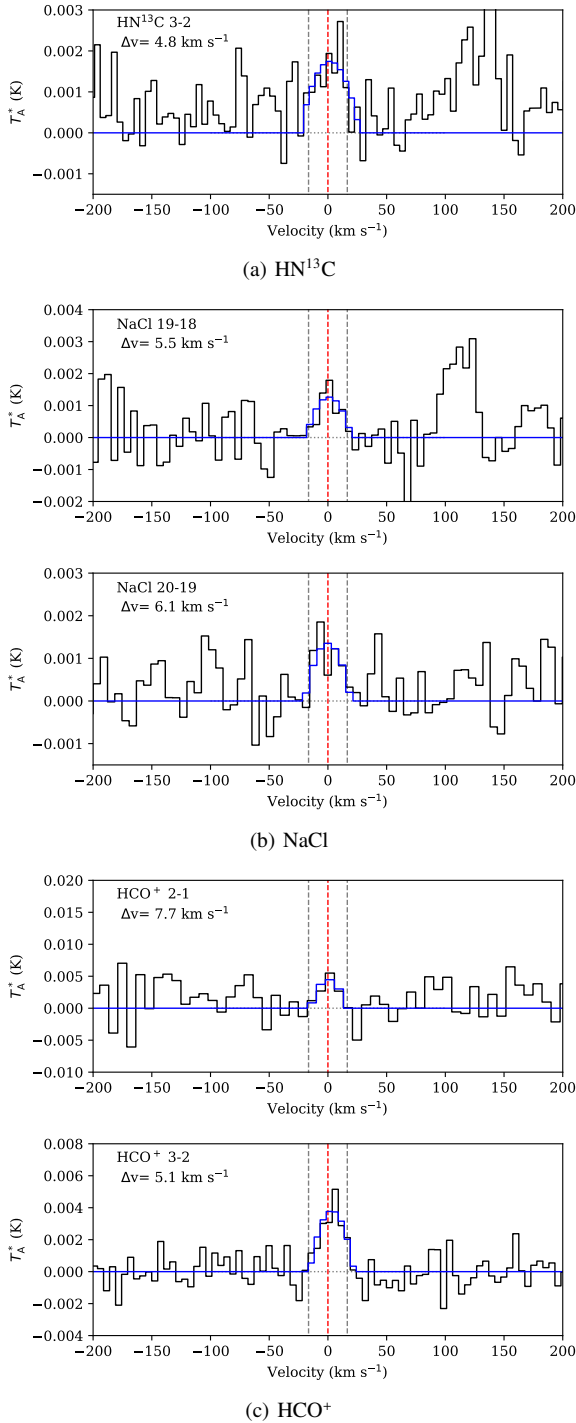 0.003
0.002
0.001
0.000
−0.001
T*A (K)
HN¹³C 3-2
Δv= 4.8 km s⁻¹
−200 −150 −100 −50 0 50 100 150 200
Velocity (km s⁻¹)
(a) HN¹³C
0.004
0.003
0.002
0.001
0.000
−0.001
−0.002
T*A (K)
NaCl 19-18
Δv= 5.5 km s⁻¹
−200 −150 −100 −50 0 50 100 150 200
Velocity (km s⁻¹)
0.003
0.002
0.001
0.000
−0.001
T*A (K)
NaCl 20-19
Δv= 6.1 km s⁻¹
−200 −150 −100 −50 0 50 100 150 200
Velocity (km s⁻¹)
(b) NaCl
0.020
0.015
0.010
0.005
0.000
−0.005
−0.010
T*A (K)
HCO⁺ 2-1
Δv= 7.7 km s⁻¹
−200 −150 −100 −50 0 50 100 150 200
Velocity (km s⁻¹)
0.008
0.006
0.004
0.002
0.000
−0.002
−0.004
T*A (K)
HCO⁺ 3-2
Δv= 5.1 km s⁻¹
−200 −150 −100 −50 0 50 100 150 200
Velocity (km s⁻¹)
(c) HCO⁺